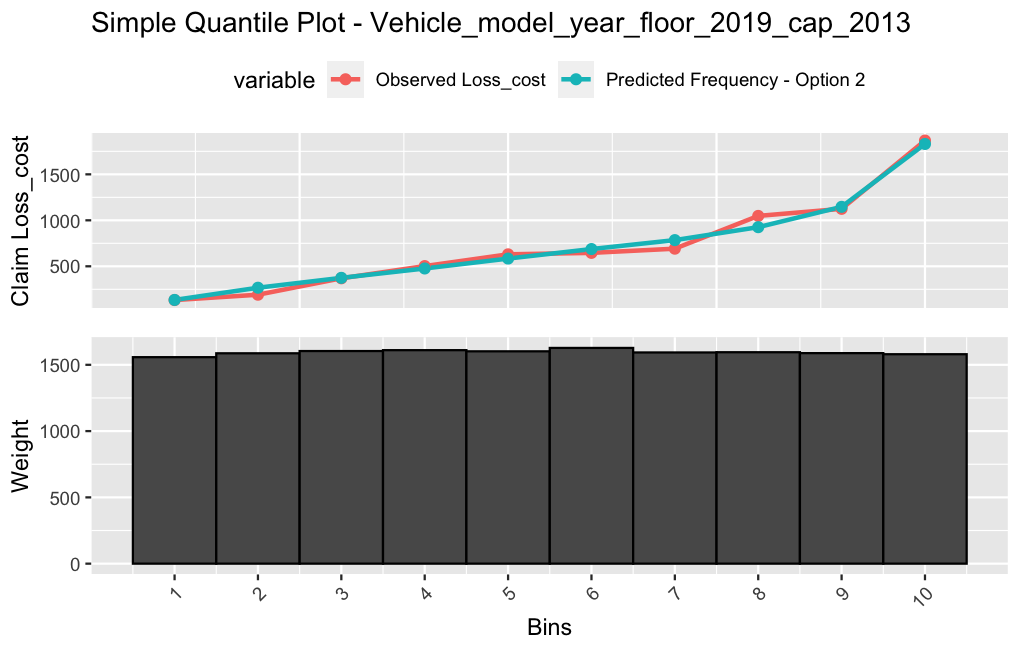 Simple Quantile Plot - Vehicle_model_year_floor_2019_cap_2013
variable Observed Loss_cost Predicted Frequency - Option 2
Claim Loss_cost
1500
1000
500
Weight
1500
1000
500
0
1 2 3 4 5 6 7 8 9 10
Bins